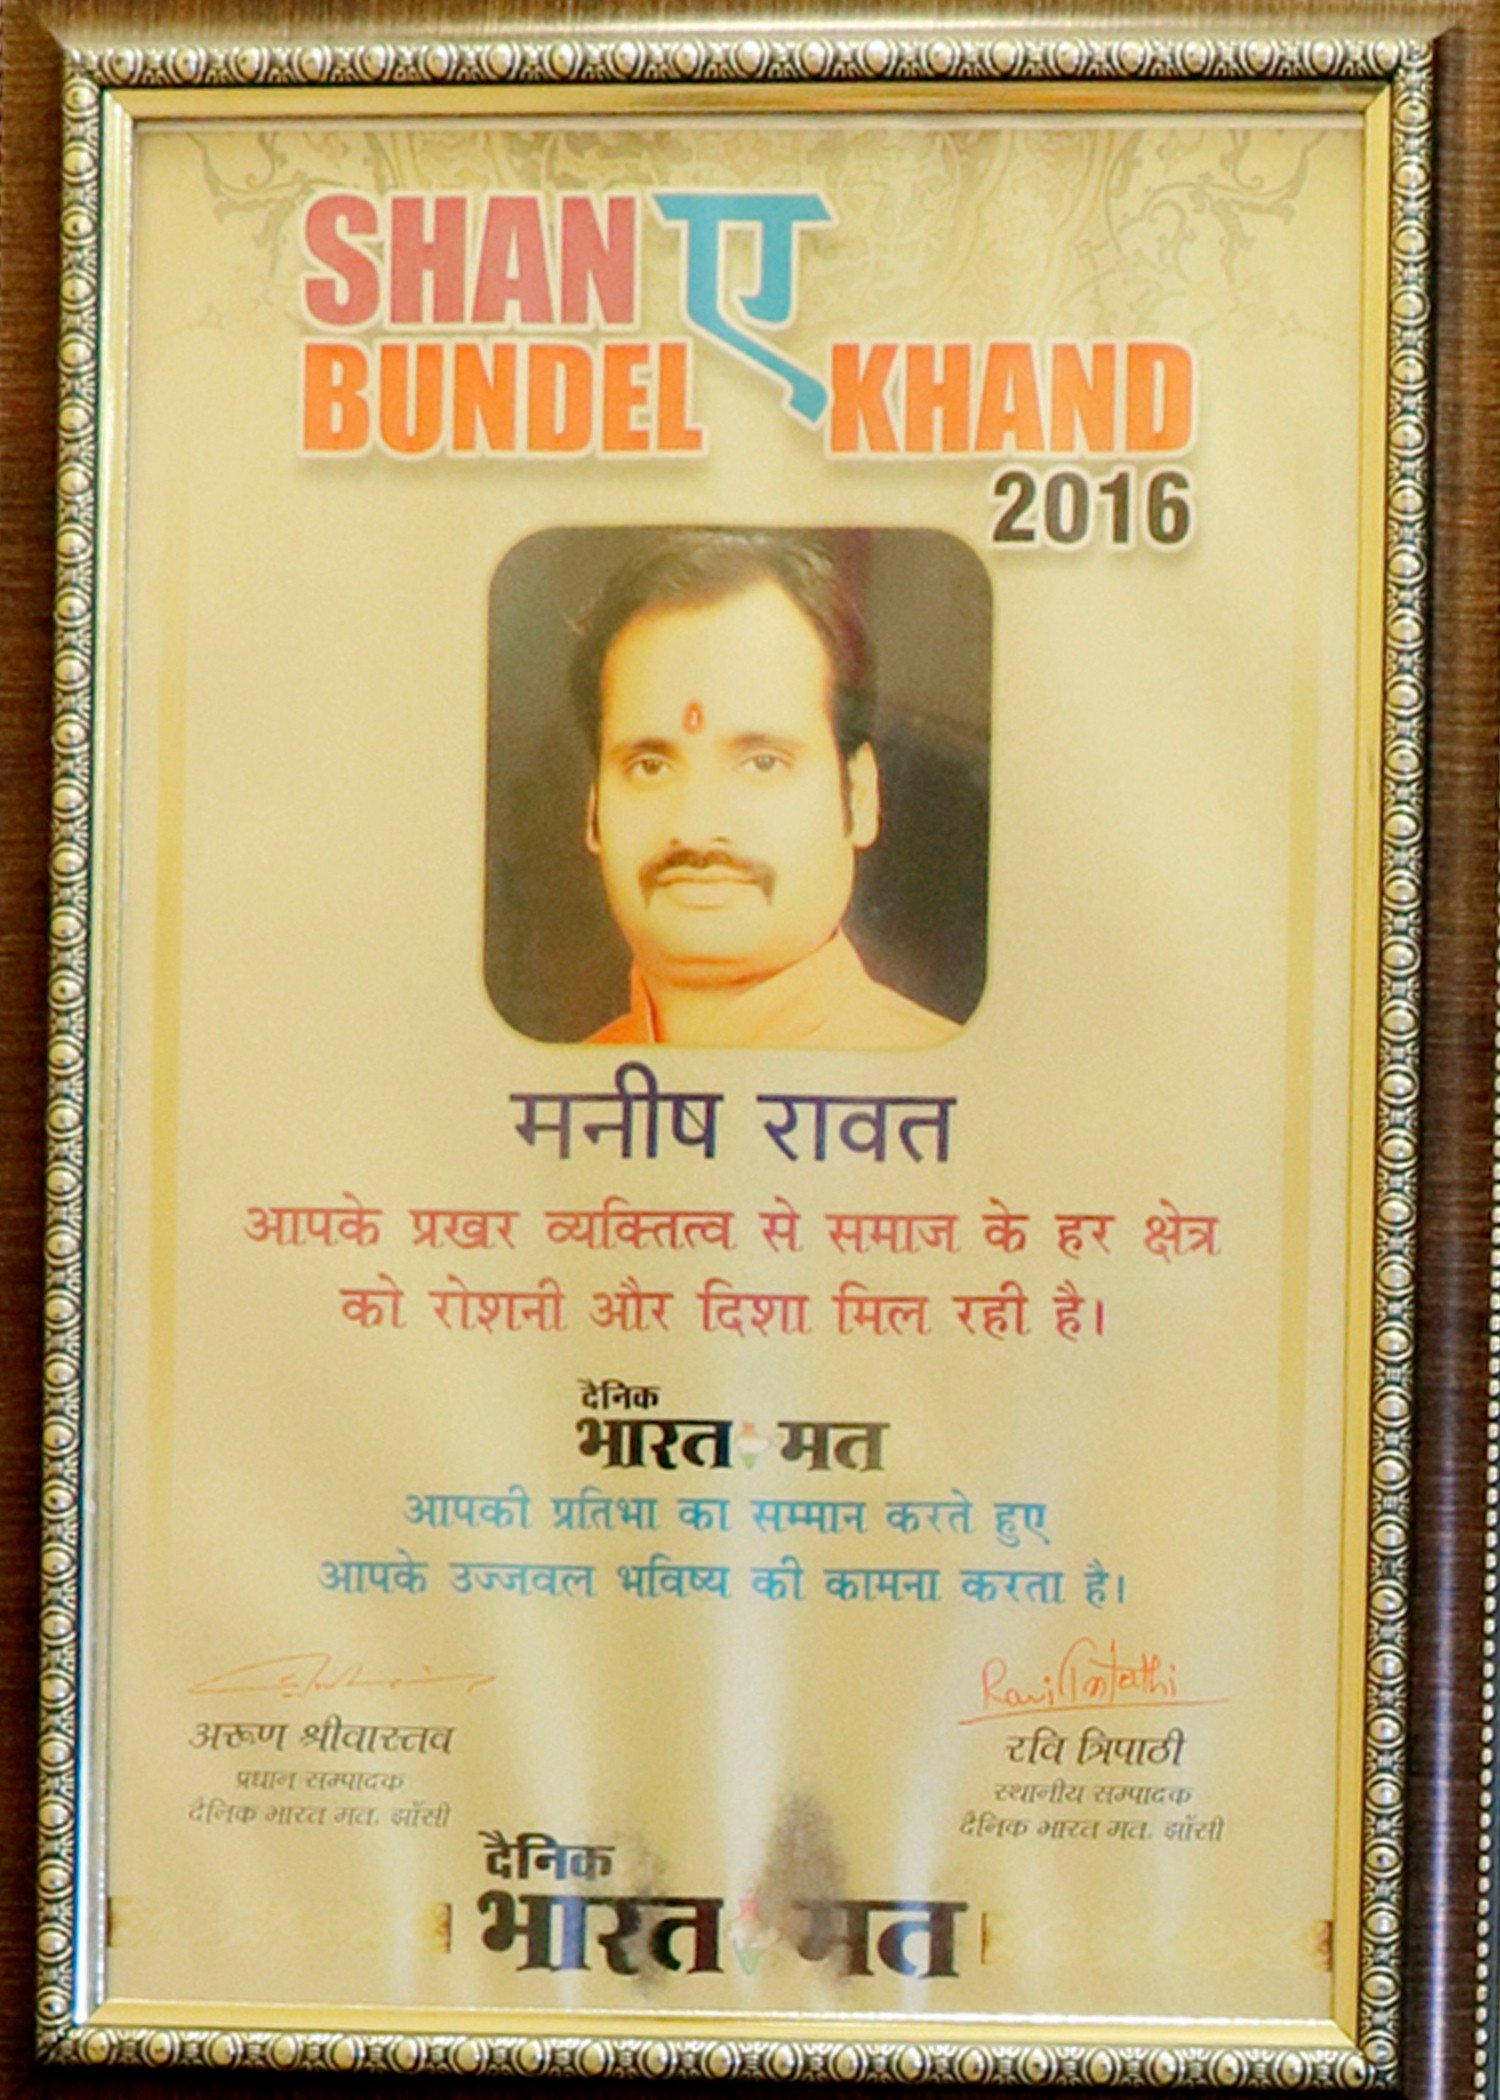 SHAN ए
BUNDEL KHAND
2016
मनीष रावत
आपके प्रखर व्यक्तित्व से समाज के हर क्षेत्र
को रोशनी और दिशा मिल रही है।
दैनिक
भारत मत
आपकी प्रतिभा का सम्मान करते हुए
आपके उज्जवल भविष्य की कामना करता है।
Ravi Tripathi
अरूण श्रीवास्तव
प्रधान सम्पादक
दैनिक भारत मत, झाँसी
रवि त्रिपाठी
स्थानीय सम्पादक
दैनिक भारत मत, झाँसी
दैनिक
भारत मत